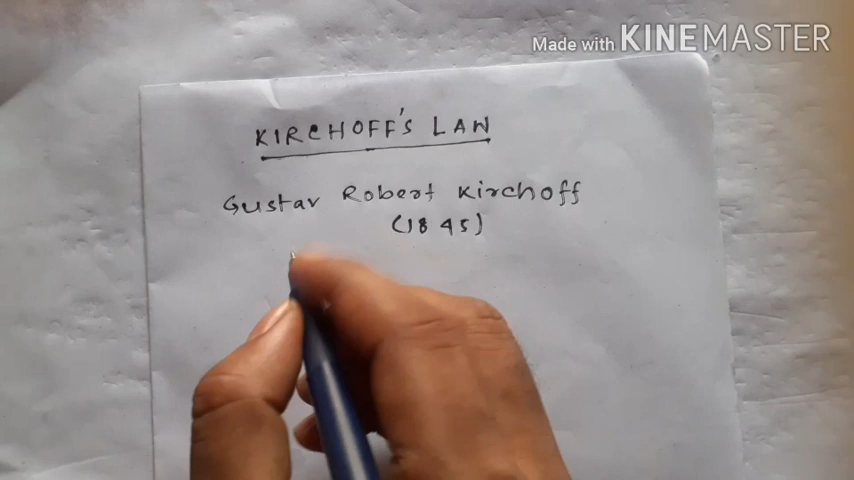 Made with KINEMASTER
KIRCHOFF'S LAW
Gustav Robert Kirchoff
(1845)